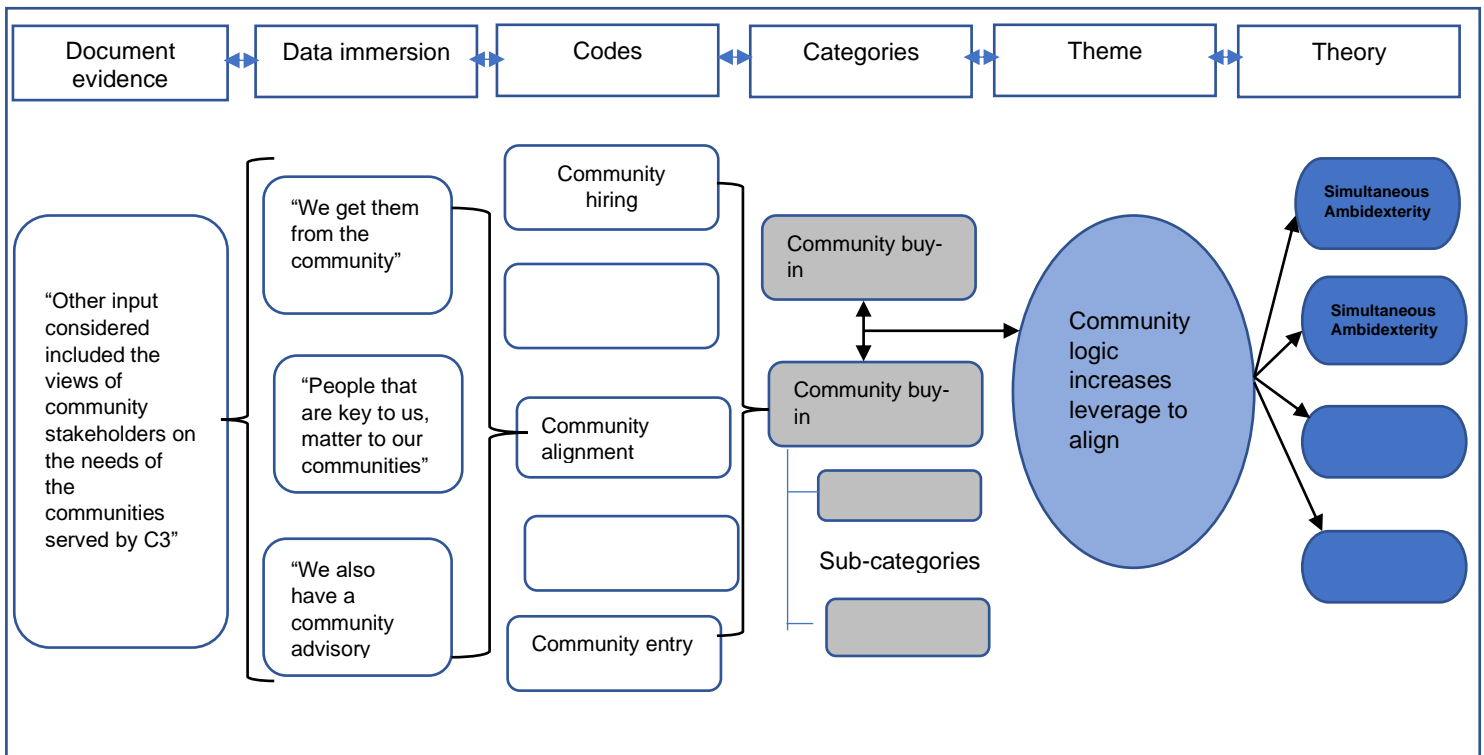 Document
evidence
Data immersion
Codes
Categories
Theme
Theory
“Other input
considered
included the
views of
community
stakeholders on
the needs of
the
communities
served by C3”
“We get them
from the
community”
“People that
are key to us,
matter to our
communities”
“We also
have a
community
advisory
Community
hiring
Community
alignment
Community entry
Community buy-
in
Community buy-
in
Sub-categories
Community
logic
increases
leverage to
align
Simultaneous
Ambidexterity
Simultaneous
Ambidexterity